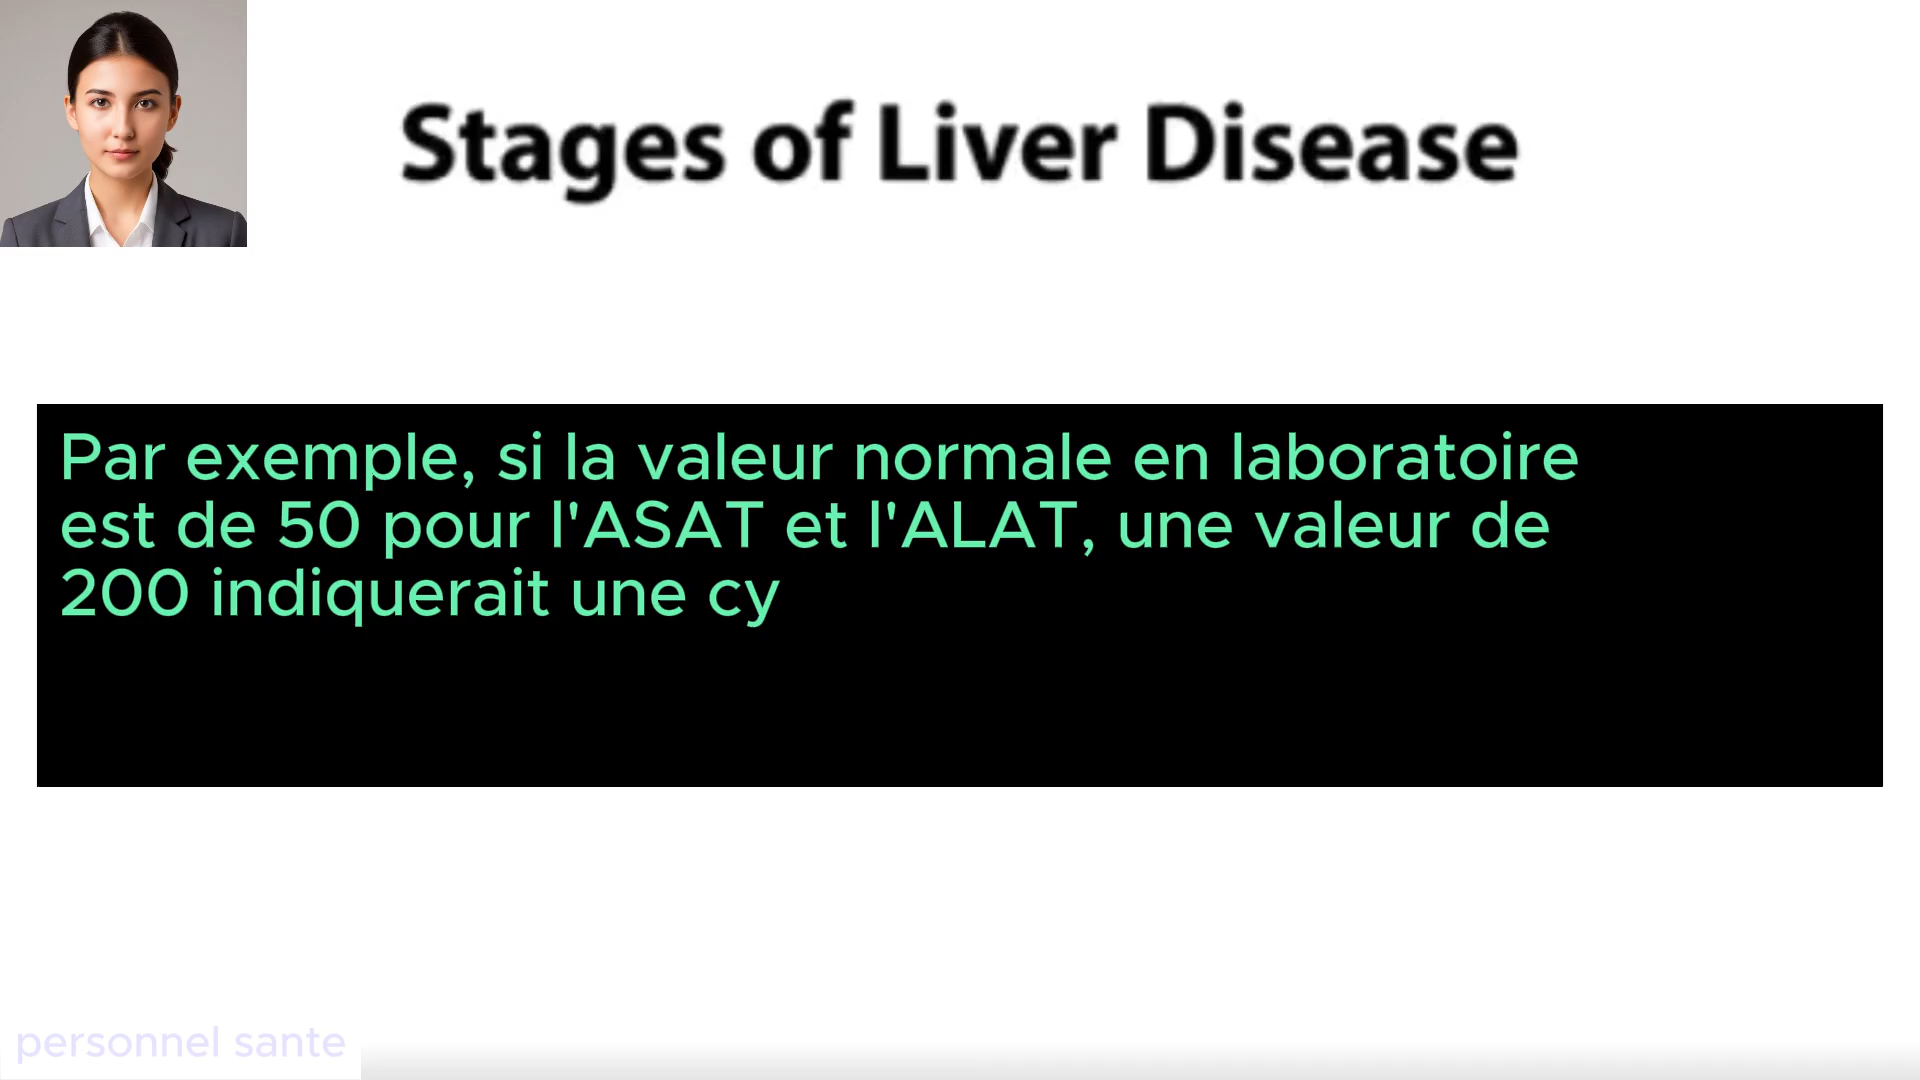 Stages of Liver Disease
Par exemple, si la valeur normale en laboratoire
est de 50 pour l'ASAT et l'ALAT, une valeur de
200 indiquerait une cy
personnel sante